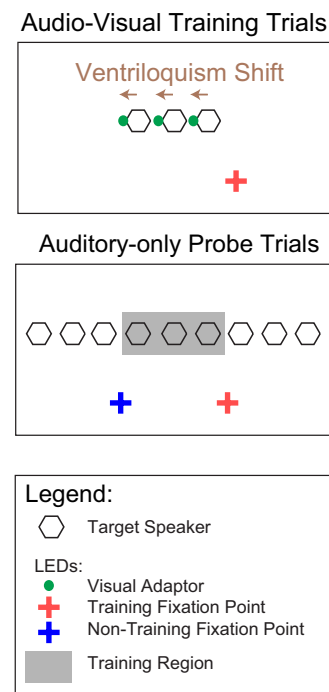 Audio-Visual Training Trials
Ventriloquism Shift
Auditory-only Probe Trials
Legend:
Target Speaker
LEDs:
Visual Adaptor
Training Fixation Point
Non-Training Fixation Point
Training Region